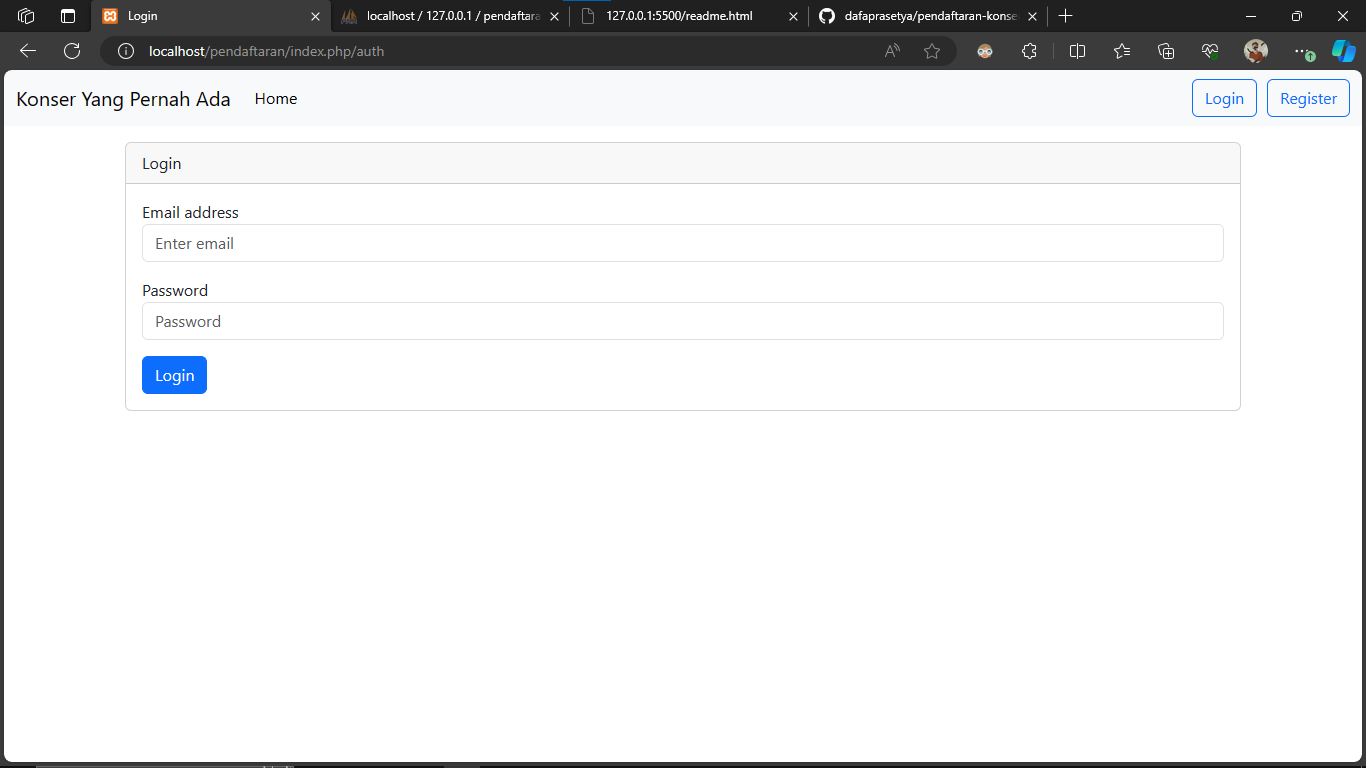 Login
localhost / 127.0.0.1 / pendaftara
127.0.0.1:5500/readme.html
dafaprasetya/pendaftaran-konse
localhost/pendaftaran/index.php/auth
Konser Yang Pernah Ada Home Login Register
Login
Email address
Enter email
Password
Password
Login